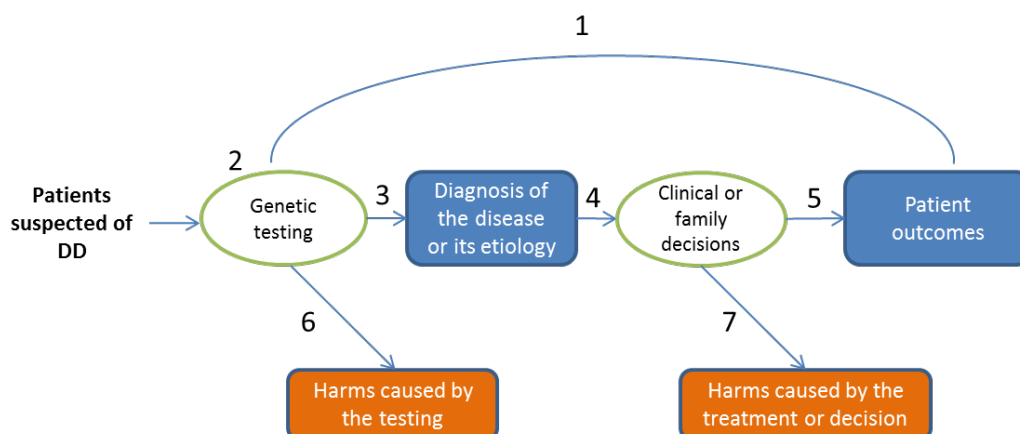 1
2
Patients
suspected of
DD
Genetic
testing
3
Diagnosis of
the disease
or its etiology
4
Clinical or
family
decisions
5
Patient
outcomes
6
7
Harms caused by
the testing
Harms caused by the
treatment or decision